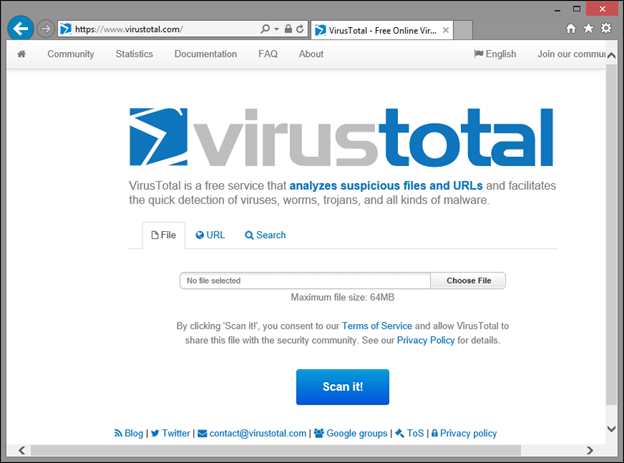 https://www.virustotal.com/
VirusTotal - Free Online Vir...
Community Statistics Documentation FAQ About English Join our commu
virustotal
VirusTotal is a free service that analyzes suspicious files and URLs and facilitates
the quick detection of viruses, worms, trojans, and all kinds of malware.
File URL Search
No file selected Choose File
Maximum file size: 64MB
By clicking 'Scan it!', you consent to our Terms of Service and allow VirusTotal to
share this file with the security community. See our Privacy Policy for details.
Scan it!
Blog | Twitter | contact@virustotal.com | Google groups | ToS | Privacy policy